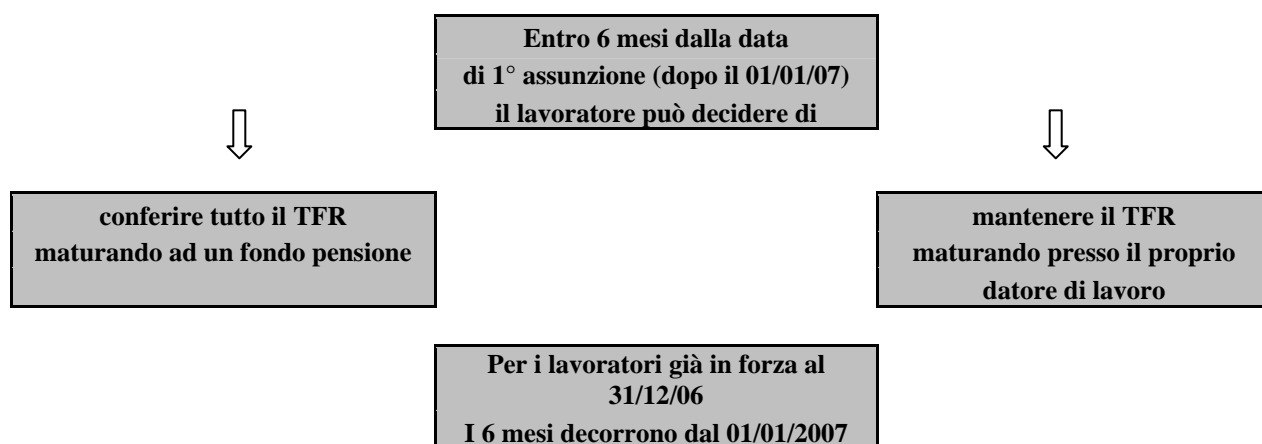 Entro 6 mesi dalla data
di 1° assunzione (dopo il 01/01/07)
il lavoratore può decidere di
conferire tutto il TFR
maturando ad un fondo pensione
mantenere il TFR
maturando presso il proprio
datore di lavoro
Per i lavoratori già in forza al
31/12/06
I 6 mesi decorrono dal 01/01/2007